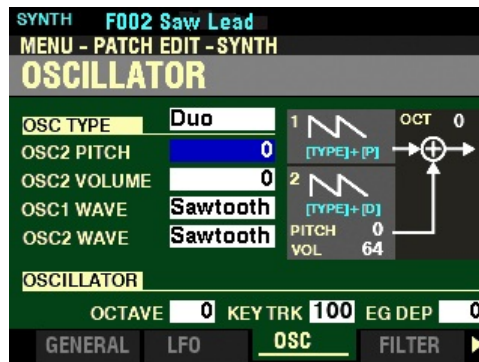 SYNTH F002 Saw Lead
MENU - PATCH EDIT - SYNTH
OSCILLATOR
OSC TYPE Duo
OSC2 PITCH 0
OSC2 VOLUME 0
OSC1 WAVE Sawtooth
OSC2 WAVE Sawtooth
1
[TYPE]+[P]
OCT 0
2
[TYPE]+[D]
PITCH 0
VOL 64
OSCILLATOR
OCTAVE 0 KEY TRK 100 EG DEP 0
GENERAL LFO OSC FILTER